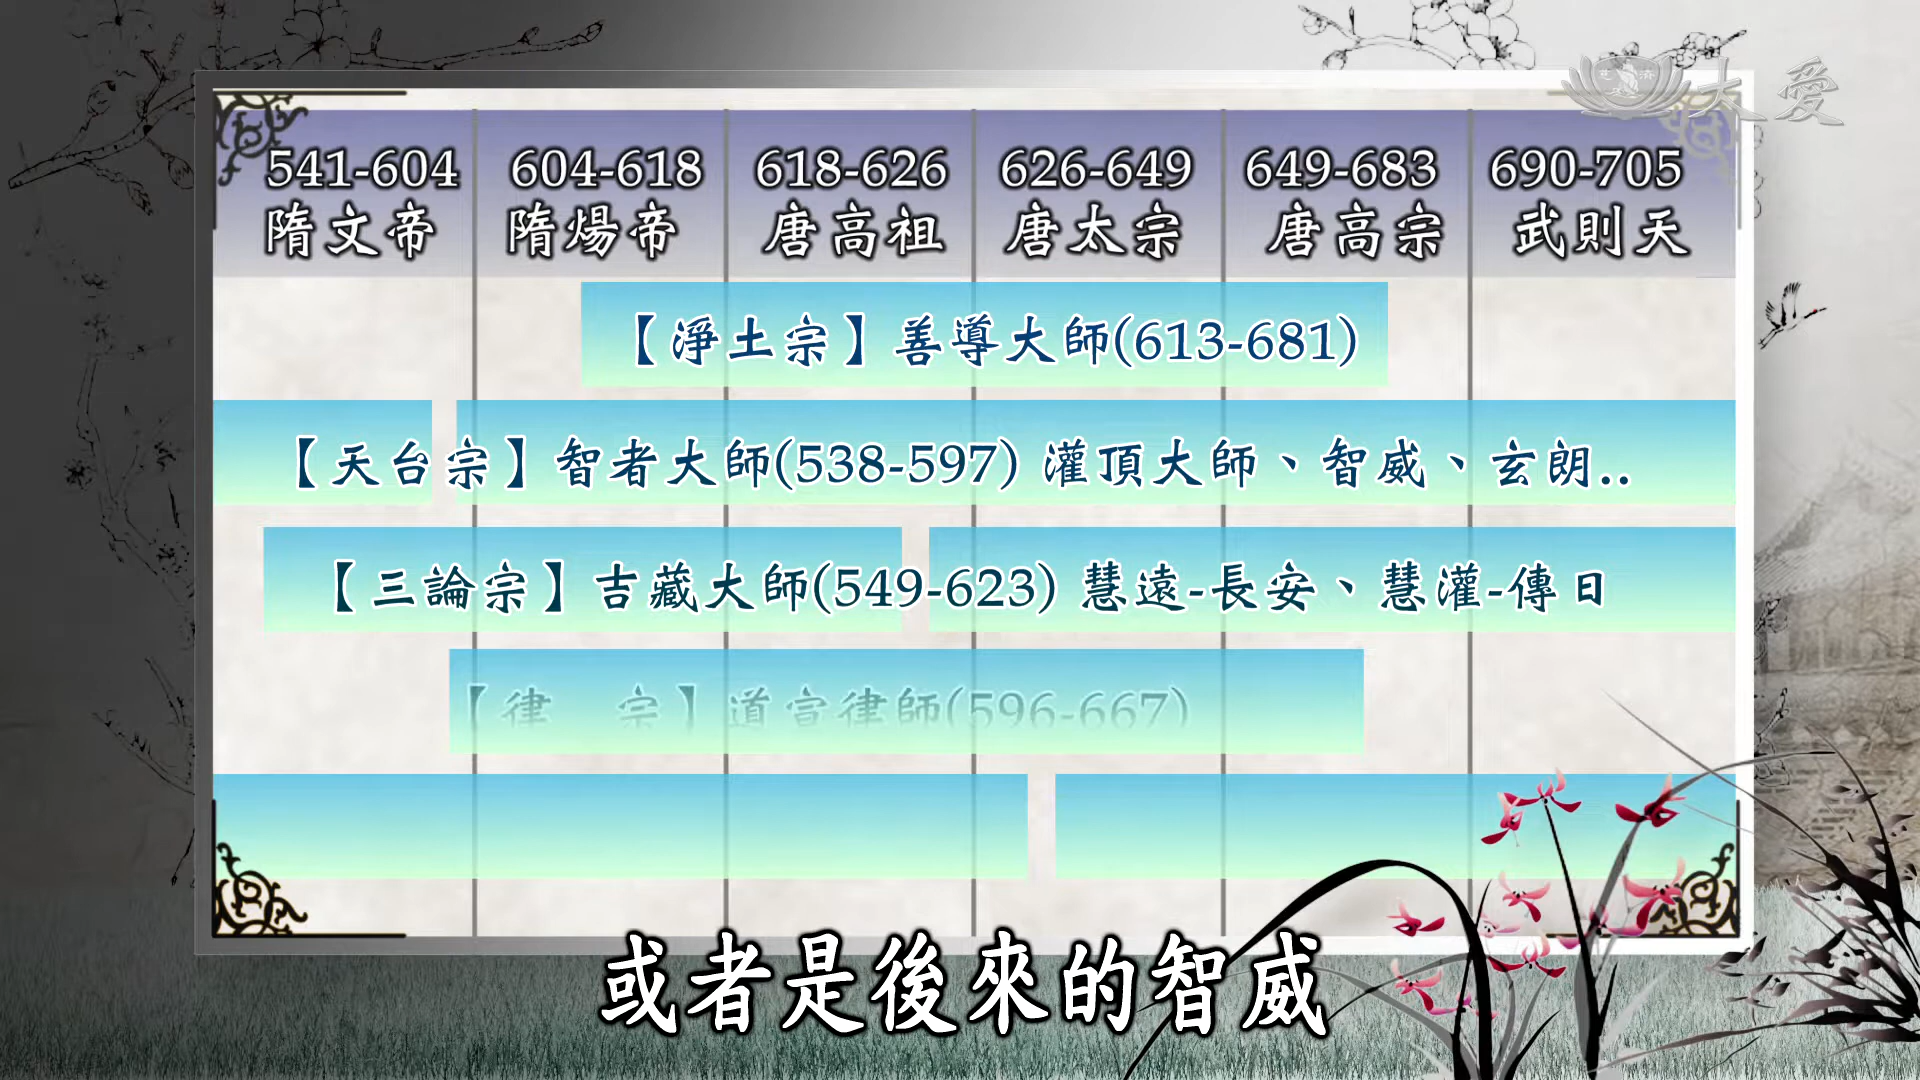 541-604 604-618 618-626 626-649 649-683 690-705
隋文帝 隋煬帝 唐高祖 唐太宗 唐高宗 武則天
大愛
慈濟
【淨土宗】善導大師(613-681)
【天台宗】智者大師(538-597) 灌頂大師、智威、玄朗..
【三論宗】吉藏大師(549-623) 慧遠-長安、慧灌-傳日
【律　宗】道宣律師(596-667)
或者是後來的智威